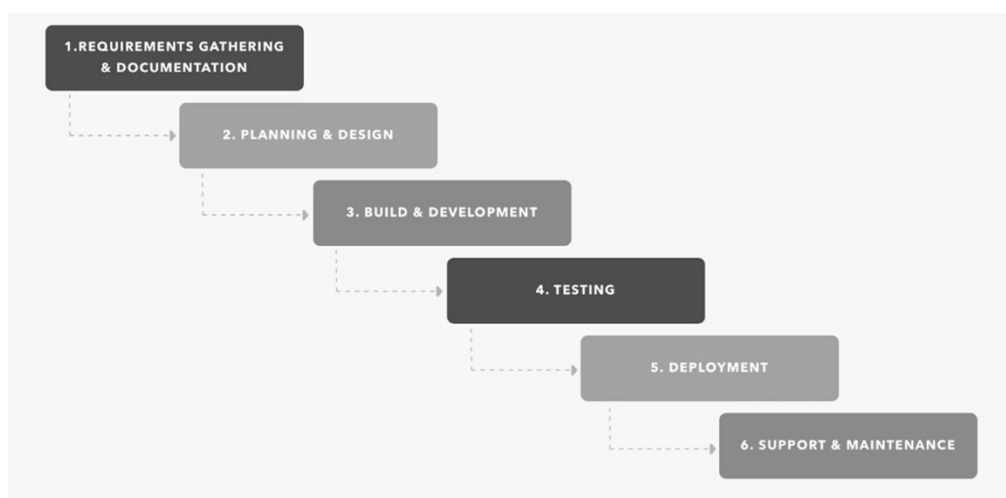 1.REQUIREMENTS GATHERING
& DOCUMENTATION
2. PLANNING & DESIGN
3. BUILD & DEVELOPMENT
4. TESTING
5. DEPLOYMENT
6. SUPPORT & MAINTENANCE